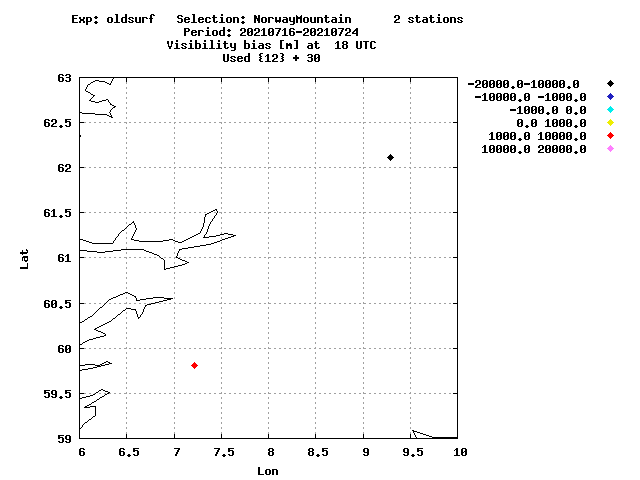 Exp: oldsurf   Selection: NorwayMountain      2 stations
Period: 20210716-20210724
Visibility bias [m] at  18 UTC
Used {12} + 30
-20000.0-10000.0
-10000.0 -1000.0
-1000.0 0.0
0.0 1000.0
1000.0 10000.0
10000.0 20000.0
63
62.5
62
61.5
61
60.5
60
59.5
59
Lat
6 6.5 7 7.5 8 8.5 9 9.5 10
Lon